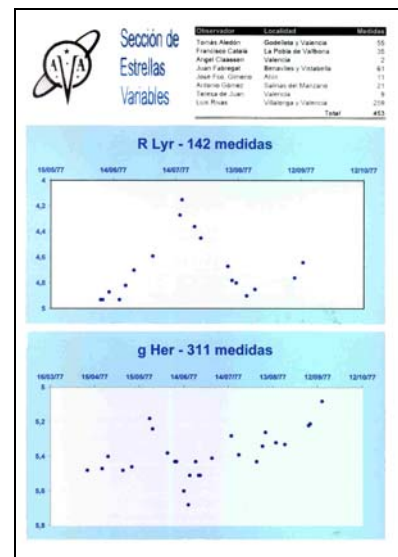 Sección de
Estrellas
Variables
AVA
Observador Localidad Medidas
Tomás Aledón Godelleta y Valencia 55
Francisco Catalá La Pobla de Vallbona 35
Angel Claassen Valencia 2
Juan Fabregat Benavites y Vistabella 61
José Fco. Gimeno Alcoi 11
Antonio Gómez Salinas del Manzano 21
Teresa de Juan Valencia 9
Luis Rivas Villalonga y Valencia 259
Total 453
R Lyr - 142 medidas
15/05/77 14/06/77 14/07/77 13/08/77 12/09/77 12/10/77
4
4,2
4,4
4,6
4,8
5
g Her - 311 medidas
15/03/77 15/04/77 15/05/77 14/06/77 14/07/77 13/08/77 12/09/77 12/10/77
5
5,2
5,4
5,6
5,8